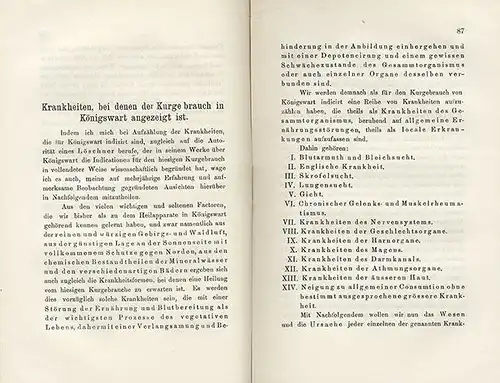 Krankheiten, bei denen der Kurgebrauch in
Königswart angezeigt ist.
Indem ich mich bei Aufzählung der Krankheiten,
die für Königswart indicirt sind, zugleich auf die Autori-
tät eines Löschner berufe, der in seinem Werke über
Königswart die Indicationen für den hiesigen Kurgebrauch
in vollendeter Weise wissenschaftlich begründet hat, wage
ich es auch, meine auf mehrjährige Erfahrung und auf-
merksame Beobachtung gegründeten Ansichten hierüber
in Nachfolgendem mitzutheilen.
Aus den vielen wichtigen und seltenen Factoren,
die wir bisher als zu dem Heilapparate in Königswart
gehörend kennen gelernt haben, und zwar namentlich aus
der reinen und würzigen Gebirgs- und Waldluft,
aus der günstigen Lage an der Sonnenseite mit
vollkommenem Schutze gegen Norden, aus den
chemischen Bestandtheilen der Mineralwässer
und den verschiedenartigen Bädern ergeben sich
auch zugleich die Krankheitsformen, bei denen eine Heilung
vom hiesigen Kurgebrauche zu erwarten ist. Es werden
dies vorzüglich solche Krankheiten sein, die mit einer
Störung der Ernährung und Blutbereitung als
der wichtigsten Prozesse des vegetativen
Lebens, daher mit einer Verlangsamung und Be-
87
hinderung in der Anbildung einhergehen und
mit einer Depotencirung und einem gewissen
Schwächezustande des Gesammtorganismus
oder auch einzelner Organe desselben ver-
bunden sind.
Wir werden demnach als für den Kurgebrauch von
Königswart indicirt eine Reihe von Krankheiten aufzu-
zählen haben, die theils als Krankheiten des Ge-
sammtorganismus, beruhend auf allgemeinen Er-
nährungsstörungen, theils als locale Erkran-
kungen aufzufassen sind.
Dahin gehören:
I. Blutarmuth und Bleichsucht.
II. Englische Krankheit.
III. Skrofelsucht.
IV. Lungensucht.
V. Gicht.
VI. Chronischer Gelenks- und Muskelrheuma-
tismus.
VII. Krankheiten des Nervensystems.
VIII. Krankheiten der Geschlechtsorgane.
IX. Krankheiten der Harnorgane.
X. Krankheiten des Magens.
XI. Krankheiten des Darmkanals.
XII. Krankheiten der Athmungsorgane.
XIII. Krankheiten der äusseren Haut.
XIV. Neigung zu allgemeiner Consumtion ohne
bestimmt ausgesprochene grössere Krank-
heit.
Mit Nachfolgendem wollen wir nun das Wesen
und die Ursache jeder einzelnen der genannten Krank-